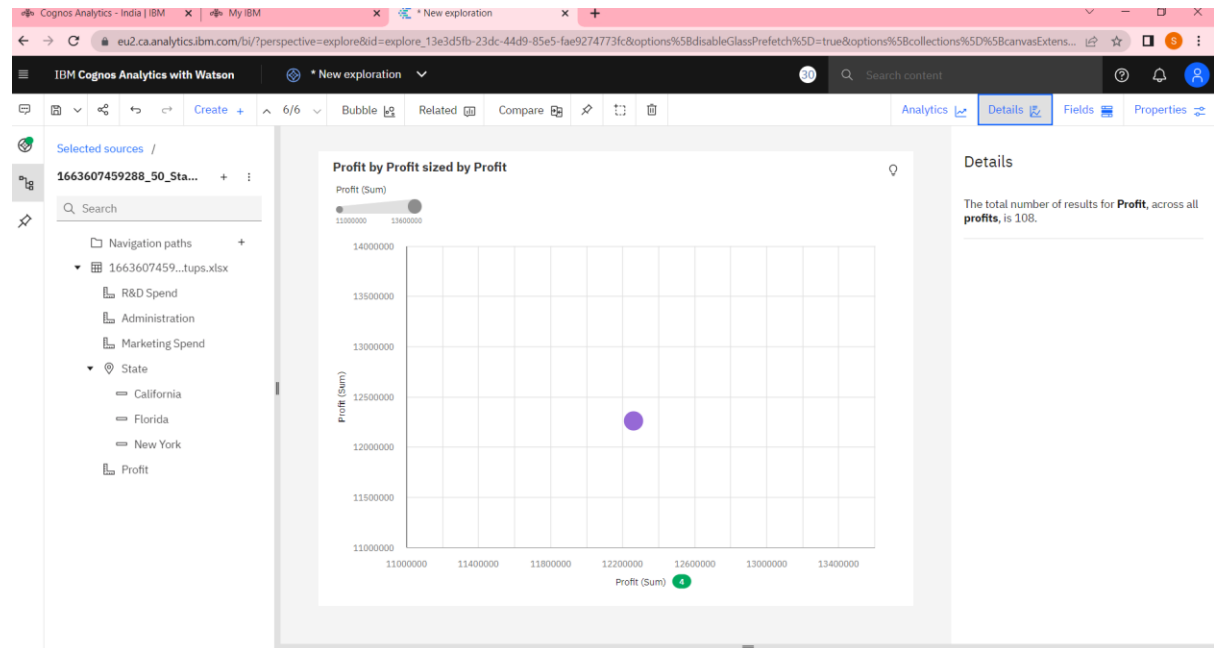 Cognos Analytics - India | IBM
My IBM
* New exploration
eu2.ca.analytics.ibm.com/bi/?perspective=explore&id=explore_13e3d5fb-23dc-44d9-85e5-fae9274773fc&options%5BdisableGlassPrefetch%5D=true&options%5Bcollections%5D%5BcanvasExtens...
S
IBM Cognos Analytics with Watson
* New exploration
30
Search content
Create +
6/6
Bubble
Related
Compare
Analytics
Details
Fields
Properties
Selected sources /
1663607459288_50_Sta...
Search
Navigation paths
1663607459...tups.xlsx
R&D Spend
Administration
Marketing Spend
State
California
Florida
New York
Profit
Profit by Profit sized by Profit
Profit (Sum)
11000000 13600000
14000000
13500000
13000000
12500000
12000000
11500000
11000000
Profit (Sum)
11000000 11400000 11800000 12200000 12600000 13000000 13400000
Profit (Sum) 4
Details
The total number of results for Profit, across all
profits, is 108.